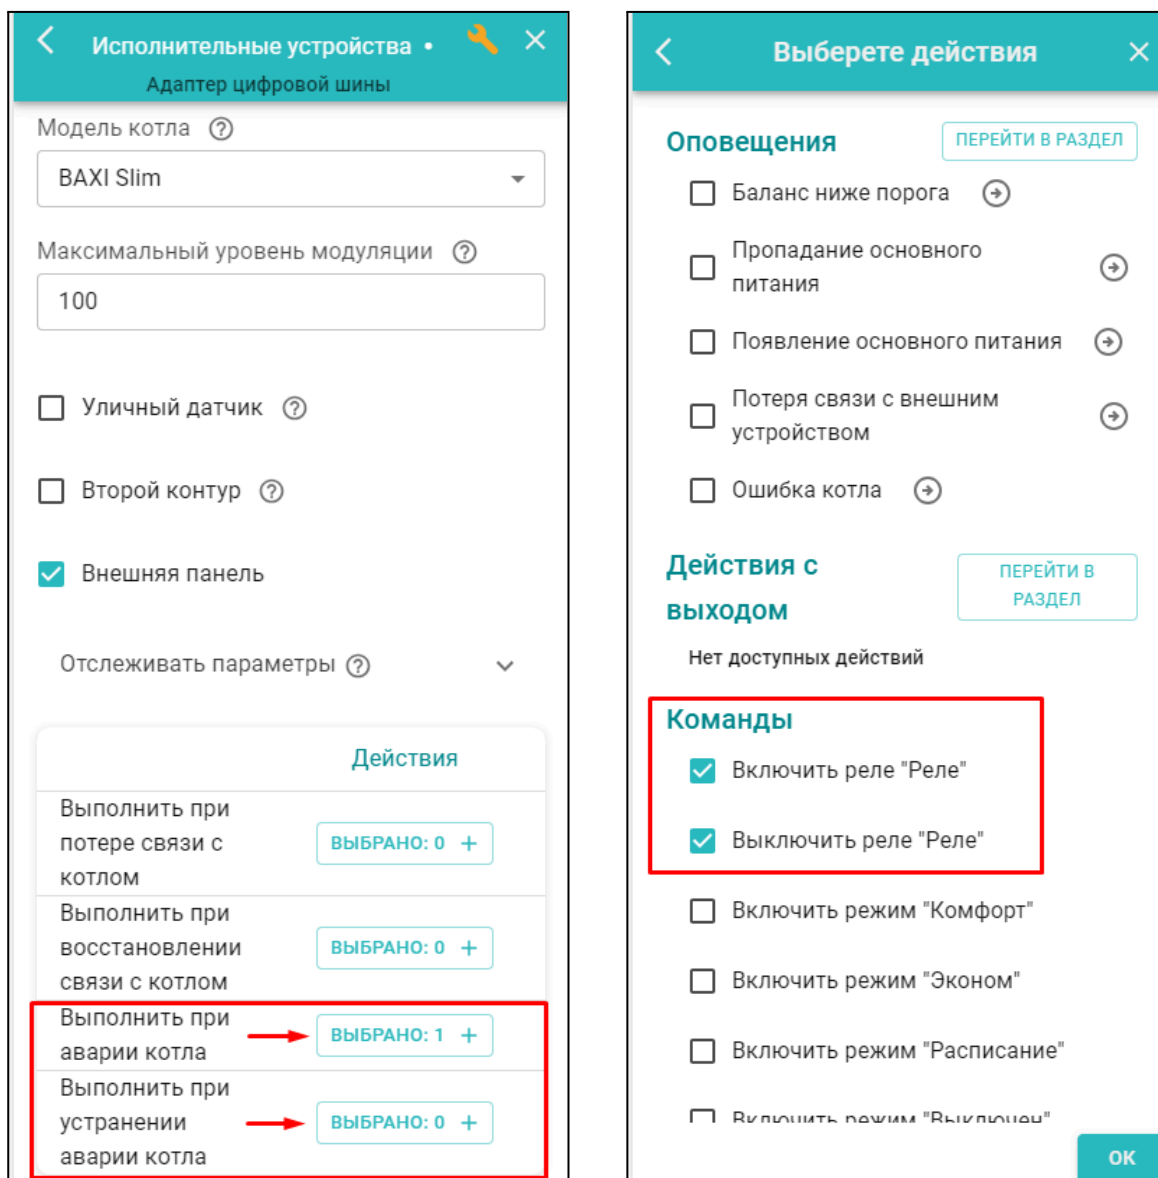 Исполнительные устройства •
Адаптер цифровой шины
Модель котла
BAXI Slim
Максимальный уровень модуляции
100
Уличный датчик
Второй контур
Внешняя панель
Отслеживать параметры
Действия
Выполнить при
потере связи с
котлом
ВЫБРАНО: 0 +
Выполнить при
восстановлении
связи с котлом
ВЫБРАНО: 0 +
Выполнить при
аварии котла
ВЫБРАНО: 1 +
Выполнить при
устранении
аварии котла
ВЫБРАНО: 0 +
Выберете действия
Оповещения
ПЕРЕЙТИ В РАЗДЕЛ
Баланс ниже порога
Пропадание основного
питания
Появление основного питания
Потеря связи с внешним
устройством
Ошибка котла
Действия с
выходом
ПЕРЕЙТИ В
РАЗДЕЛ
Нет доступных действий
Команды
Включить реле "Реле"
Выключить реле "Реле"
Включить режим "Комфорт"
Включить режим "Эконом"
Включить режим "Расписание"
Включить режим "Выключен"
ОК